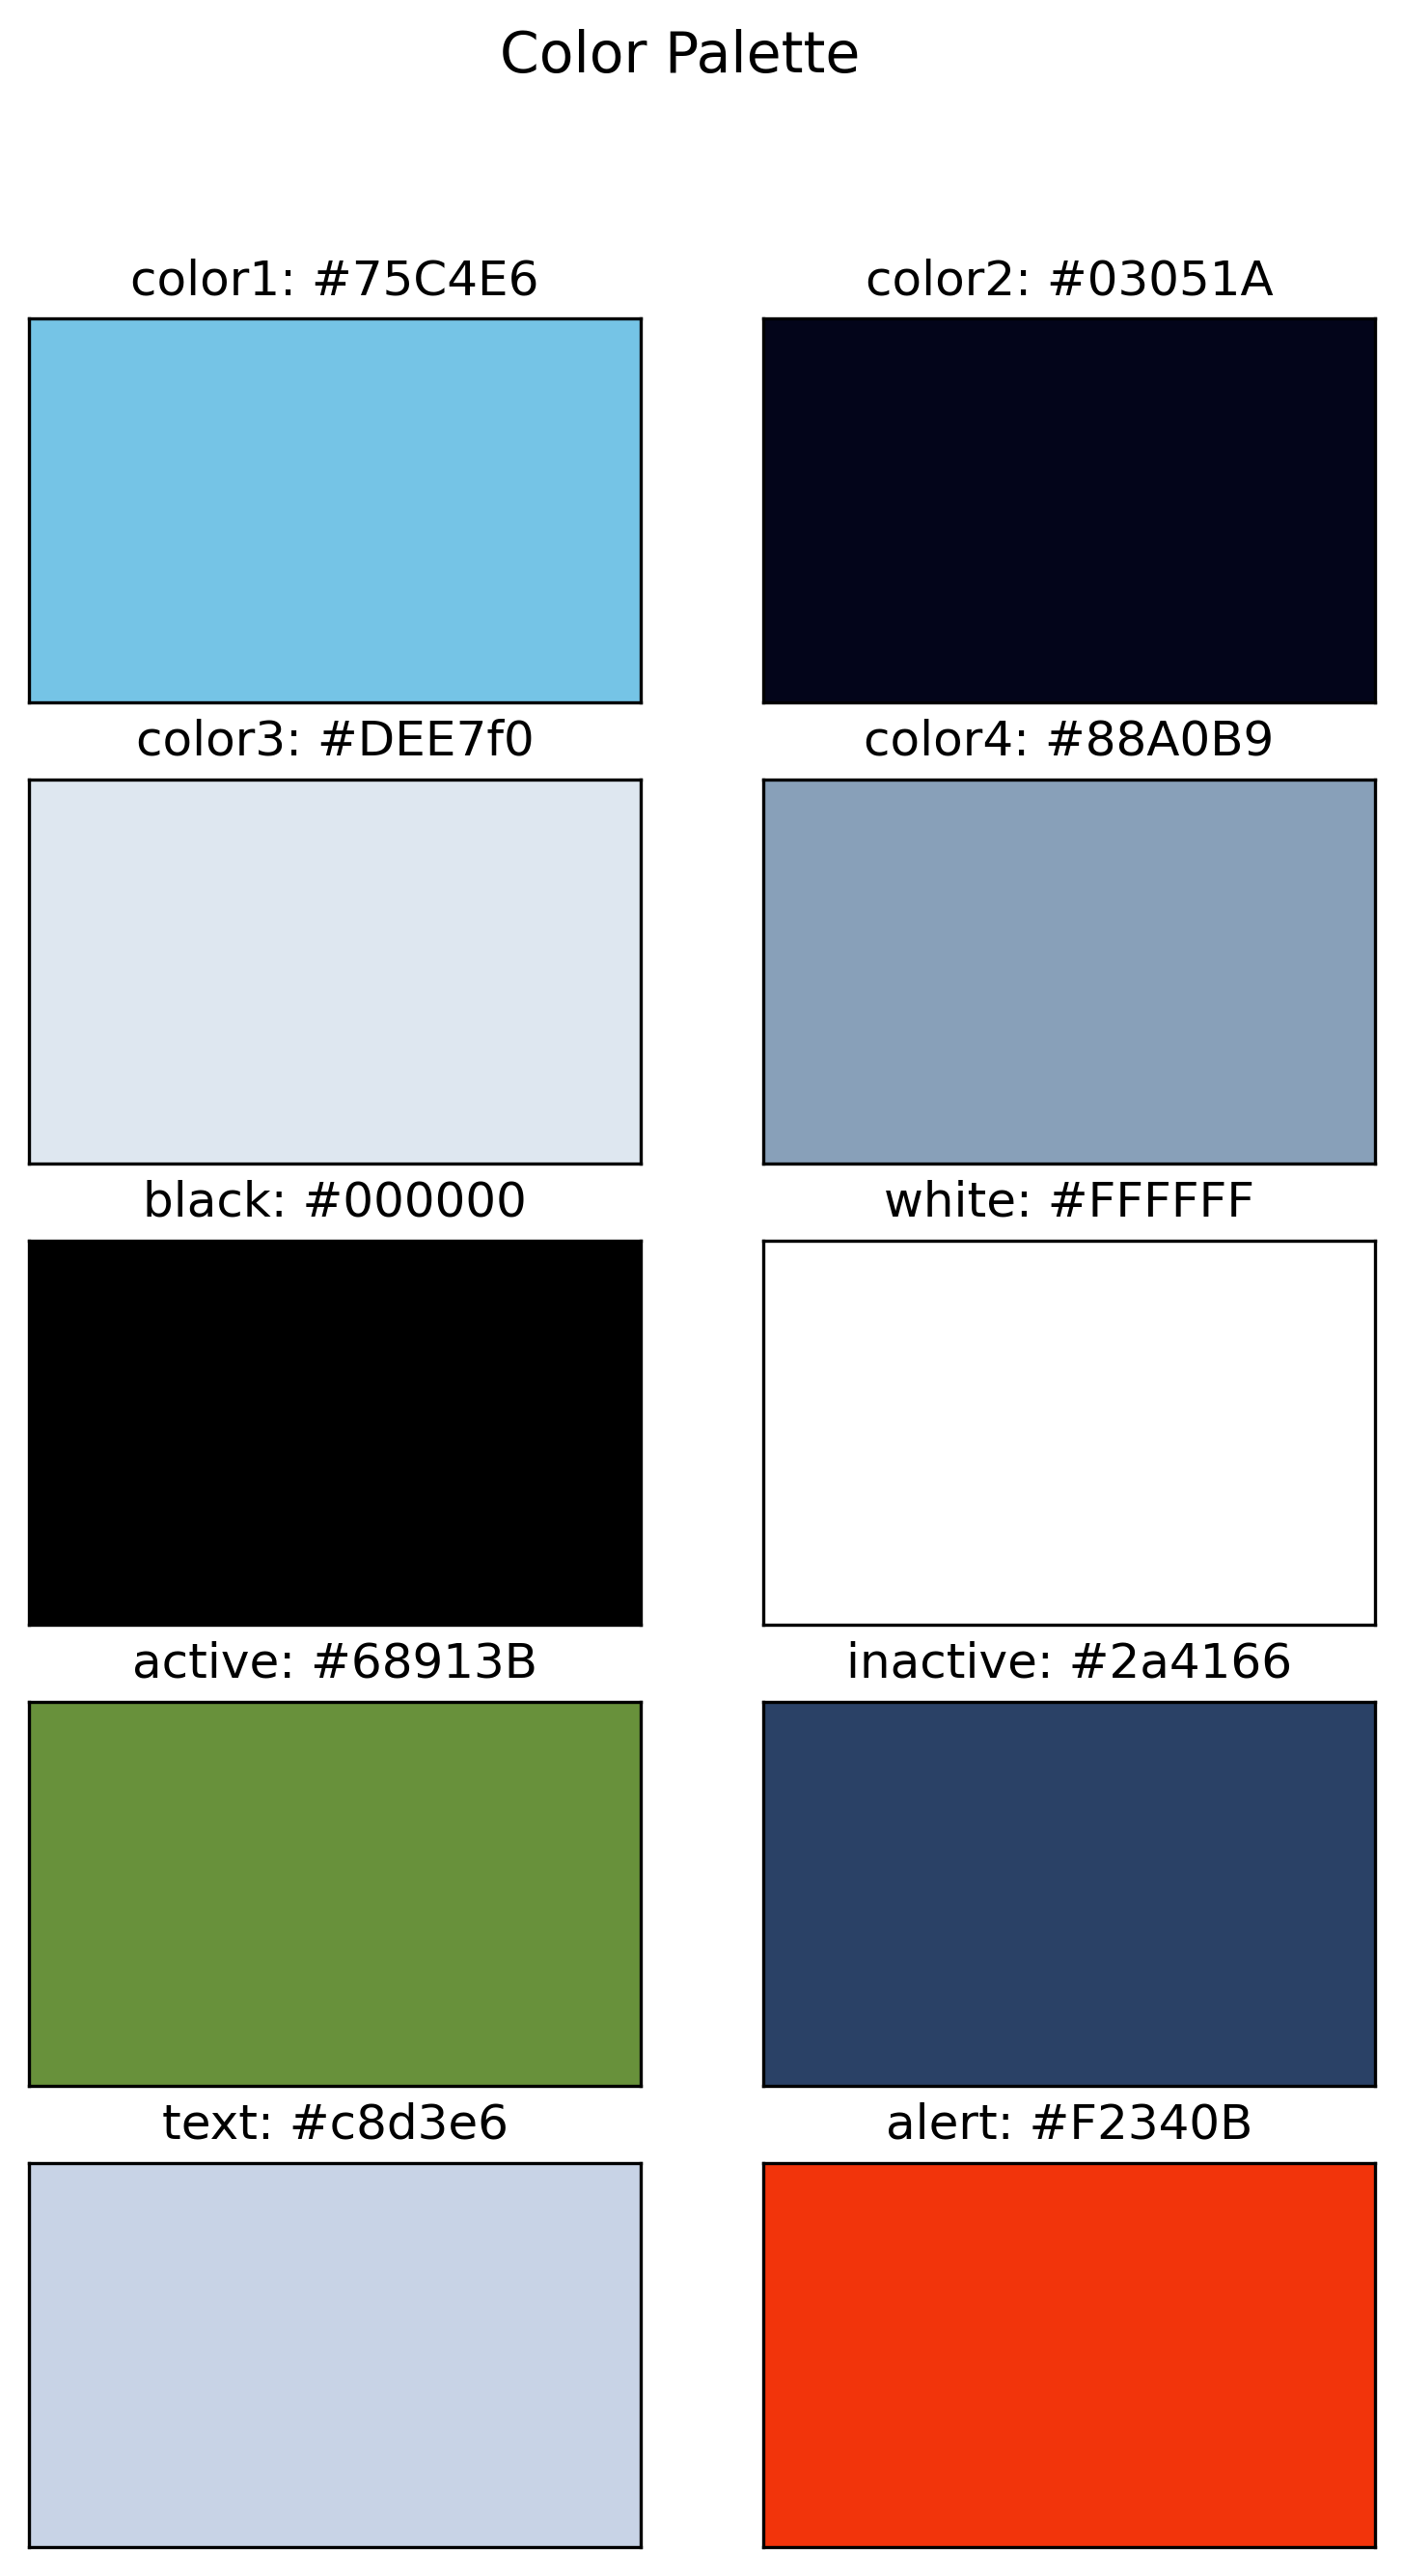 Color Palette
color1: #75C4E6
color2: #03051A
color3: #DEE7f0
color4: #88A0B9
black: #000000
white: #FFFFFF
active: #68913B
inactive: #2a4166
text: #c8d3e6
alert: #F2340B